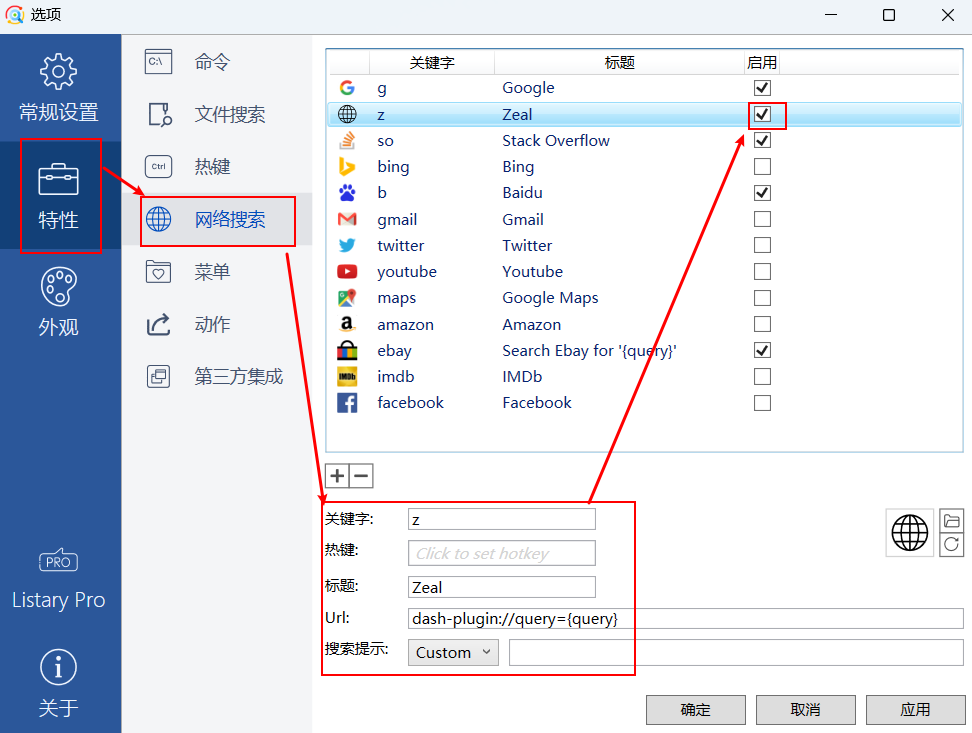 选项
常规设置
特性
外观
PRO
Listary Pro
关于
C:\
命令
文件搜索
Ctrl
热键
网络搜索
菜单
动作
第三方集成
关键字 标题 启用
g Google
z Zeal
so Stack Overflow
bing Bing
b Baidu
gmail Gmail
twitter Twitter
youtube Youtube
maps Google Maps
amazon Amazon
ebay Search Ebay for '{query}'
IMDb imdb IMDb
facebook Facebook
关键字: z
热键: Click to set hotkey
标题: Zeal
Url: dash-plugin://query={query}
搜索提示: Custom
确定 取消 应用